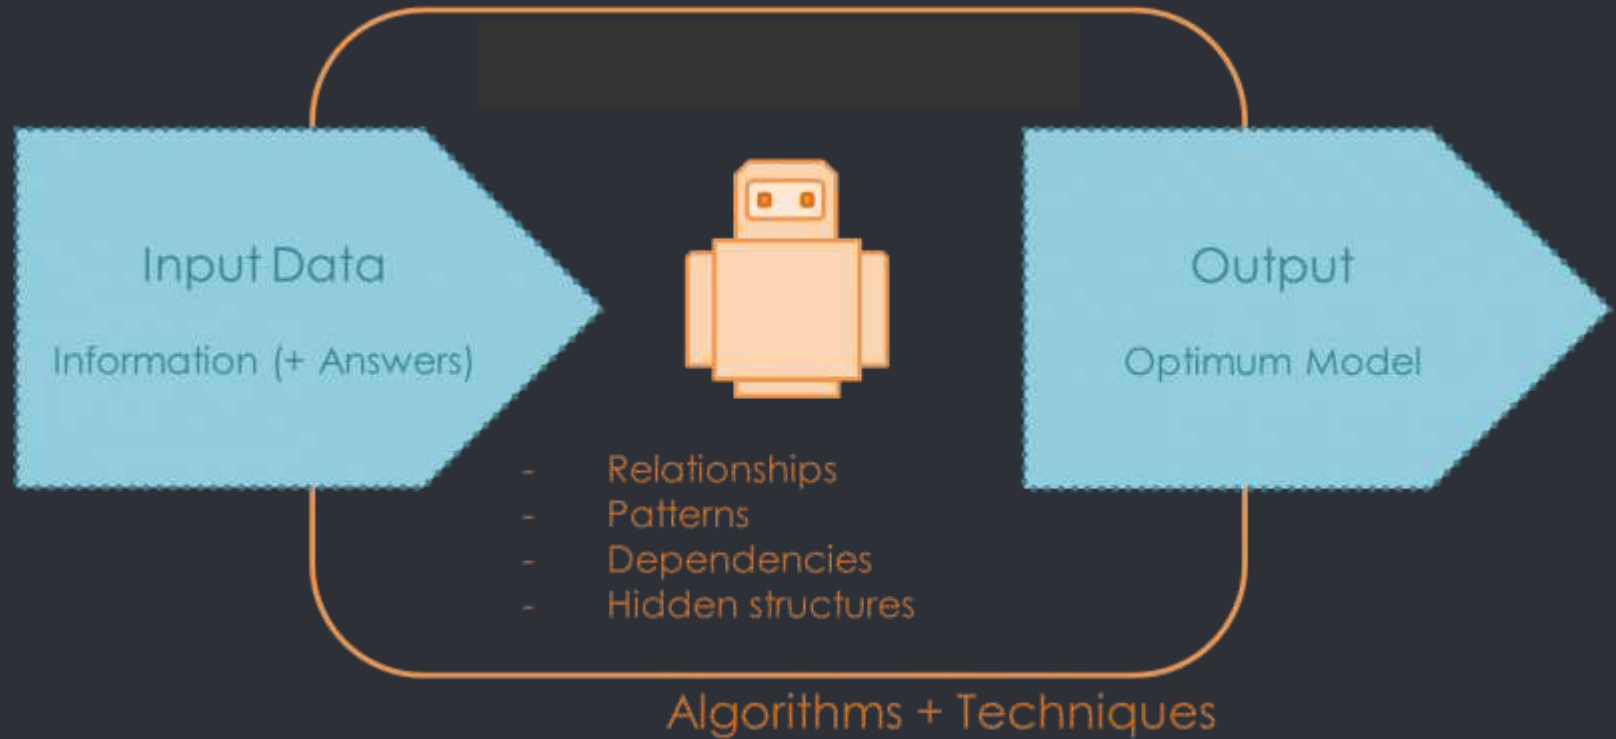 Input Data
Information (+ Answers)
- Relationships
- Patterns
- Dependencies
- Hidden structures
Output
Optimum Model
Algorithms + Techniques